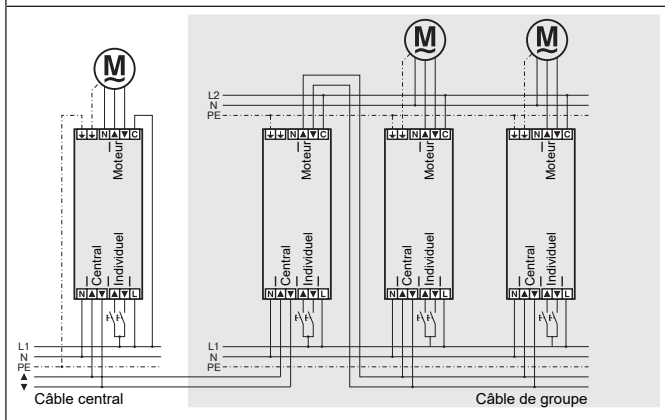 M M
M
L2
N
PE
⏚ ⏚ N ▲ ▼ C
Moteur
Central
Individuel
N ▲ ▼ ▲ ▼ L
⏚ ⏚ N ▲ ▼ C
Moteur
Central
Individuel
N ▲ ▼ ▲ ▼ L
⏚ ⏚ N ▲ ▼ C
Moteur
Central
Individuel
N ▲ ▼ ▲ ▼ L
⏚ ⏚ N ▲ ▼ C
Moteur
Central
Individuel
N ▲ ▼ ▲ ▼ L
L1
N
PE
▲
▼
Câble central
L1
N
PE
Câble de groupe